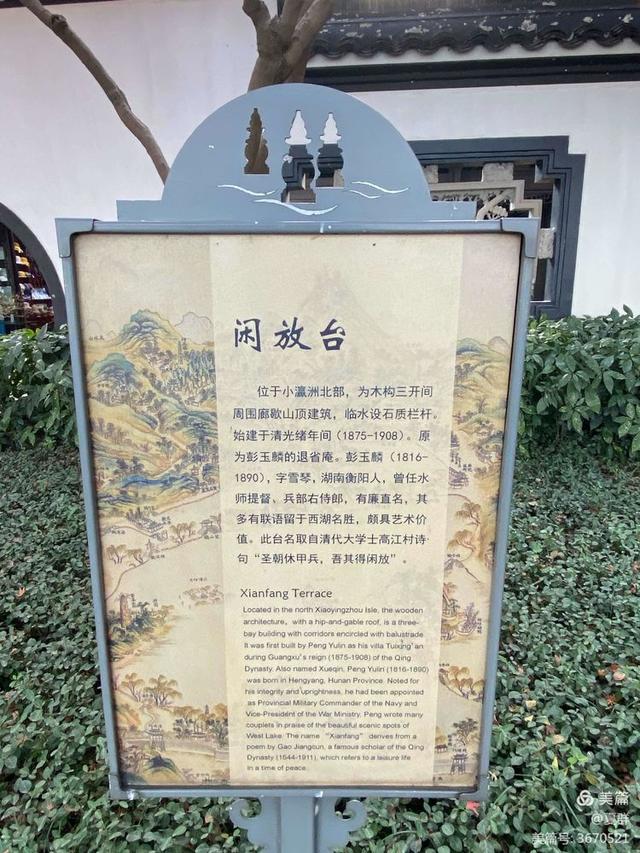 闲放台
位于小瀛洲北部，为木构三开间
周围廊歇山顶建筑，临水设石质栏杆。
始建于清光绪年间（1875-1908）。原
为彭玉麟的退省庵。彭玉麟（1816-
1890），字雪琴，湖南衡阳人，曾任水
师提督、兵部右侍郎，有廉直名，其
多有联语留于西湖名胜，颇具艺术价
值。此台名取自清代大学士高江村诗
句“圣朝休甲兵，吾其得闲放”。
Xianfang Terrace
Located in the north Xiaoyingzhou Isle, the wooden
architecture, with a hip-and-gable roof, is a three-
bay building with corridors encircled with balustrade
It was first built by Peng Yulin as his villa Tuixing'an
during Guangxu's reign (1875-1908) of the Qing
Dynasty. Also named Xueqin, Peng Yulin (1816-1890)
was born in Hengyang, Hunan Province. Noted for
his integrity and uprightness, he had been appointed
as Provincial Military Commander of the Navy and
Vice-President of the War Ministry. Peng wrote many
couplets in praise of the beautiful scenic spots of
West Lake. The name “Xianfang” derives from a
poem by Gao Jiangcun, a famous scholar of the Qing
Dynasty (1644-1911), which refers to a leisure life
in a time of peace.
美篇
美篇号: 3670521